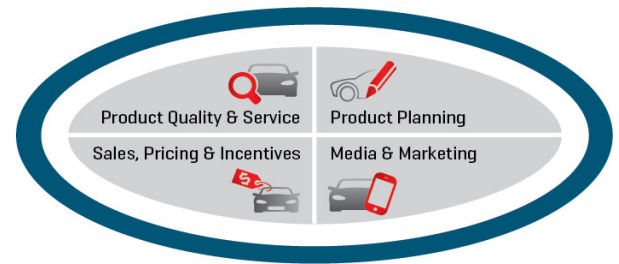 Product Quality & Service
Product Planning
Sales, Pricing & Incentives
Media & Marketing
$